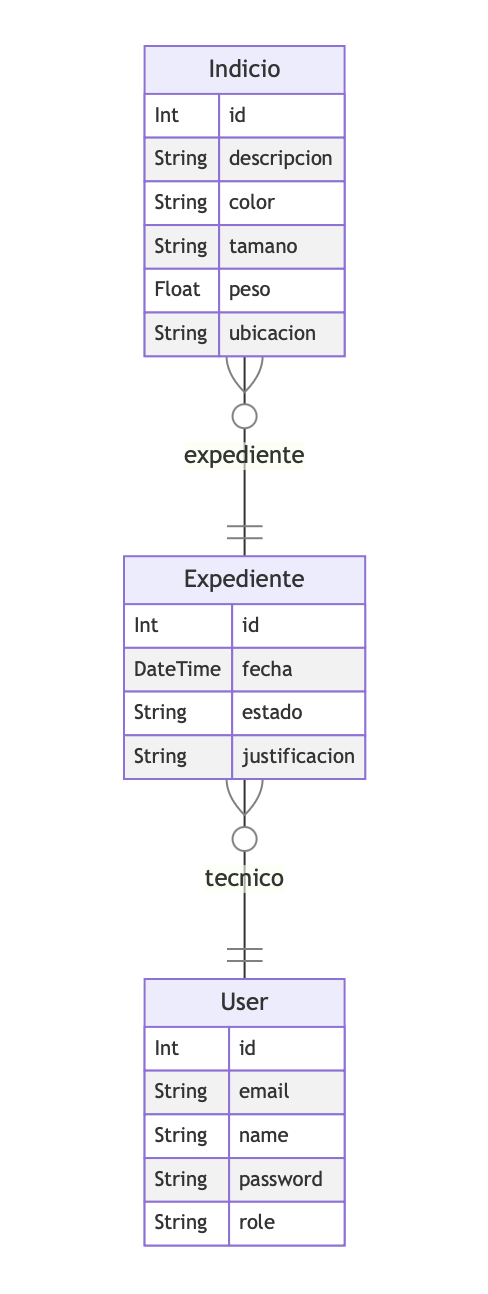 Indicio
Int id
String descripcion
String color
String tamano
Float peso
String ubicacion
expediente
Expediente
Int id
DateTime fecha
String estado
String justificacion
tecnico
User
Int id
String email
String name
String password
String role